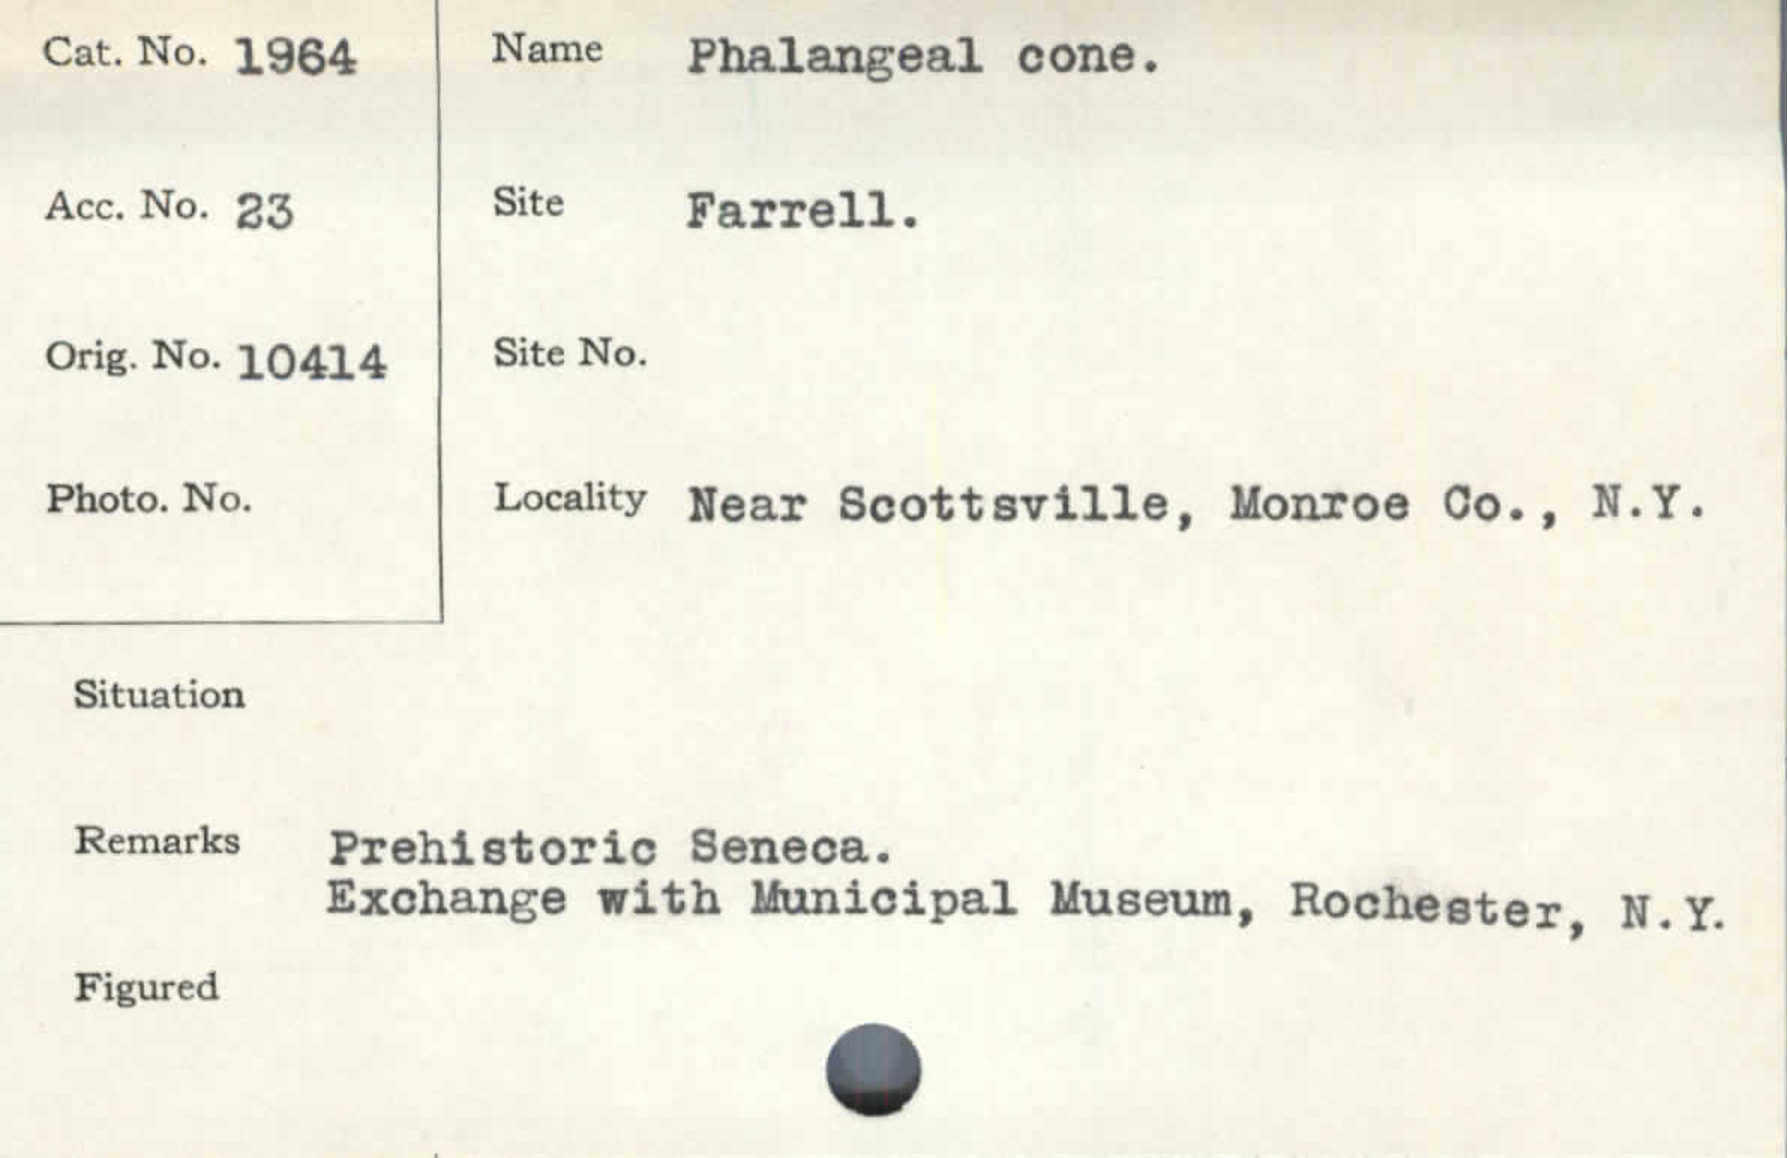 Cat. No. 1964
Name Phalangeal cone.
Acc. No. 23
Site Farrell.
Orig. No. 10414
Site No.
Photo. No.
Locality Near Scottsville, Monroe Co., N.Y.
Situation
Remarks Prehistoric Seneca.
Exchange with Municipal Museum, Rochester, N.Y.
Figured